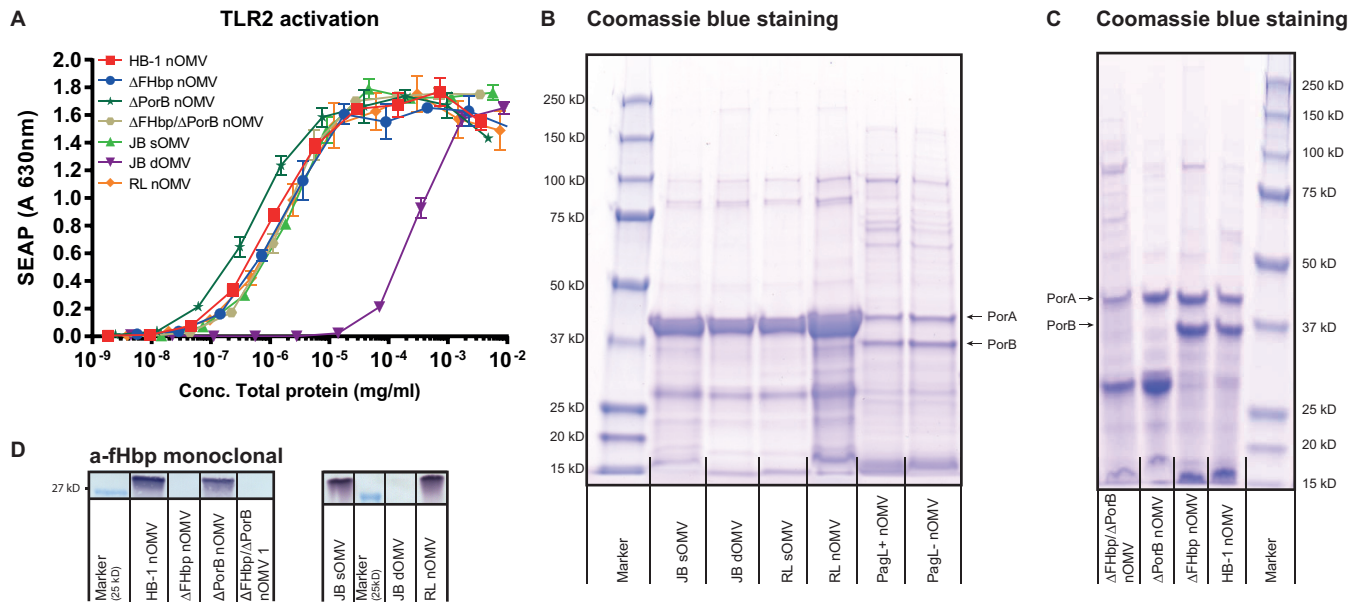 A
TLR2 activation
SEAP (A 630nm)
2.0
1.8
1.6
1.4
1.2
1.0
0.8
0.6
0.4
0.2
0.0
HB-1 nOMV
ΔFHbp nOMV
ΔPorB nOMV
ΔFHbp/ΔPorB nOMV
JB sOMV
JB dOMV
RL nOMV
10-9 10-8 10-7 10-6 10-5 10-4 10-3 10-2
Conc. Total protein (mg/ml)
B Coomassie blue staining
250 kD
150 kD
100 kD
75 kD
50 kD
37 kD
25 kD
20 kD
15 kD
PorA
PorB
Marker
JB sOMV
JB dOMV
RL sOMV
RL nOMV
PagL+ nOMV
PagL- nOMV
C Coomassie blue staining
PorA
PorB
250 kD
150 kD
100 kD
75 kD
50 kD
37 kD
25 kD
20 kD
15 kD
ΔFHbp/ΔPorB
nOMV
ΔPorB nOMV
ΔFHbp nOMV
HB-1 nOMV
Marker
D
a-fHbp monoclonal
27 kD
Marker
(25 kD)
HB-1 nOMV
ΔFHbp nOMV
ΔPorB nOMV
ΔFHbp/ΔPorB
nOMV 1
JB sOMV
Marker
(25kD)
JB dOMV
RL nOMV